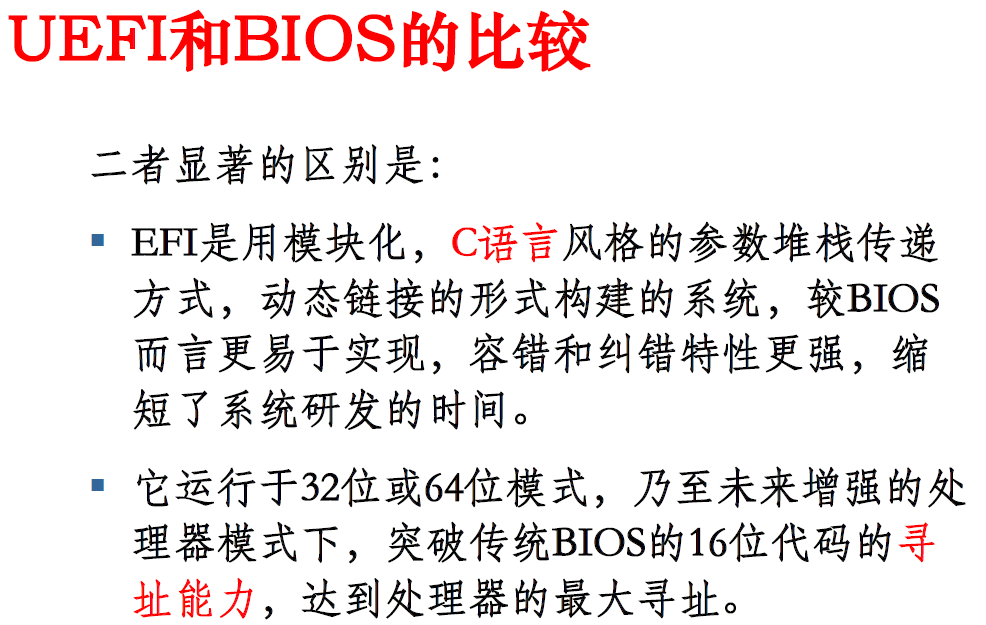 UEFI和BIOS的比较
二者显著的区别是：
EFI是用模块化，C语言风格的参数堆栈传递
方式，动态链接的形式构建的系统，较BIOS
而言更易于实现，容错和纠错特性更强，缩
短了系统研发的时间。
它运行于32位或64位模式，乃至未来增强的处
理器模式下，突破传统BIOS的16位代码的寻
址能力，达到处理器的最大寻址。